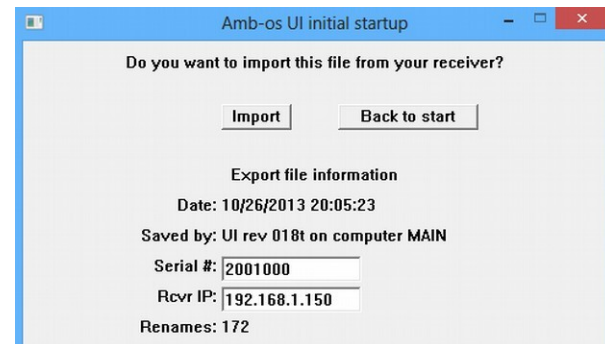 Amb-os UI initial startup
Do you want to import this file from your receiver?
Import Back to start
Export file information
Date: 10/26/2013 20:05:23
Saved by: UI rev 018t on computer MAIN
Serial #: 2001000
Rcvr IP: 192.168.1.150
Renames: 172